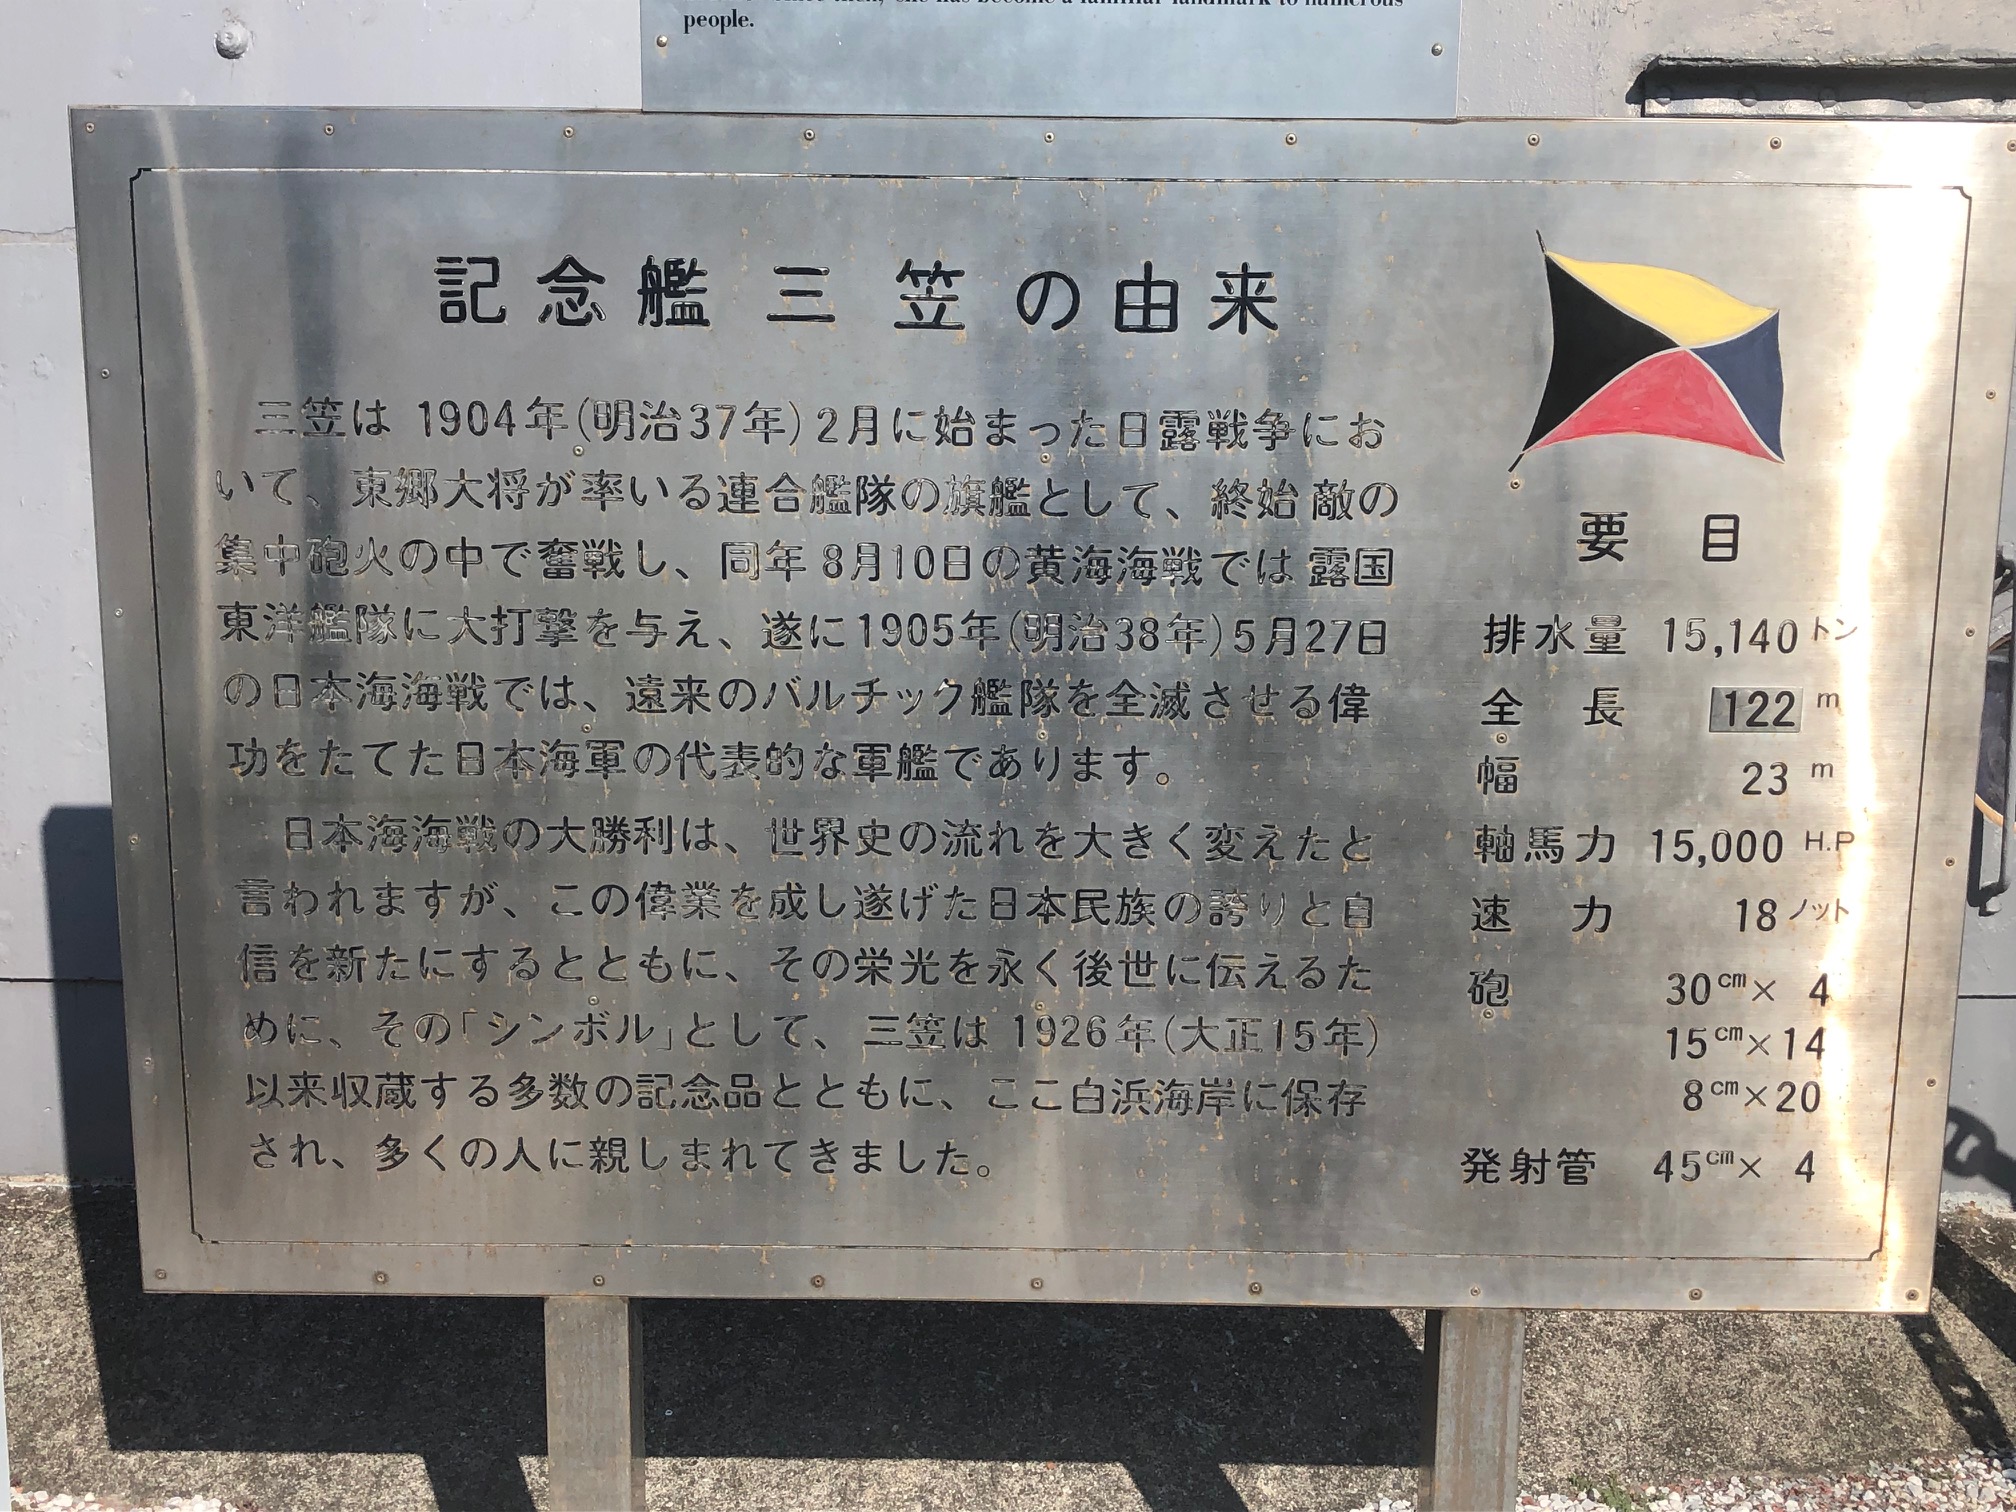 people.
記念艦三笠の由来
三笠は 1904年(明治37年)2月に始まった日露戦争にお
いて、東郷大将が率いる連合艦隊の旗艦として、終始敵の
集中砲火の中で奮戦し、同年8月10日の黄海海戦では露国
東洋艦隊に大打撃を与え、遂に1905年(明治38年)5月27日
の日本海海戦では、遠来のバルチック艦隊を全滅させる偉
功をたてた日本海軍の代表的な軍艦であります。
日本海海戦の大勝利は、世界史の流れを大きく変えたと
言われますが、この偉業を成し遂げた日本民族の誇りと自
信を新たにするとともに、その栄光を永く後世に伝えるた
めに、その「シンボル」として、三笠は 1926年(大正15年)
以来収蔵する多数の記念品とともに、ここ白浜海岸に保存
され、多くの人に親しまれてきました。
要目
排水量 15,140トン
全長 122m
幅 23m
軸馬力 15,000H.P
速力 18ノット
砲 30cm× 4
15cm×14
8cm×20
発射管 45cm× 4